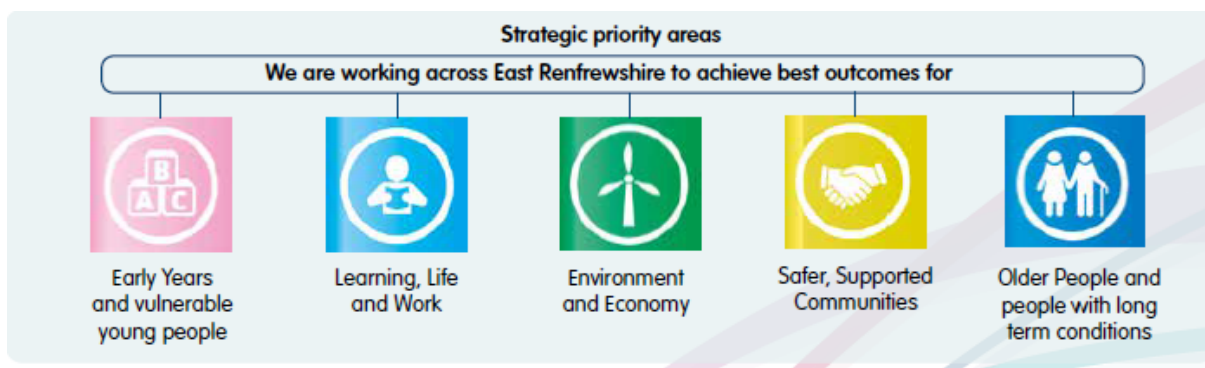 Strategic priority areas
We are working across East Renfrewshire to achieve best outcomes for
B
A C
Early Years
and vulnerable
young people
Learning, Life
and Work
Environment
and Economy
Safer, Supported
Communities
Older People and
people with long
term conditions